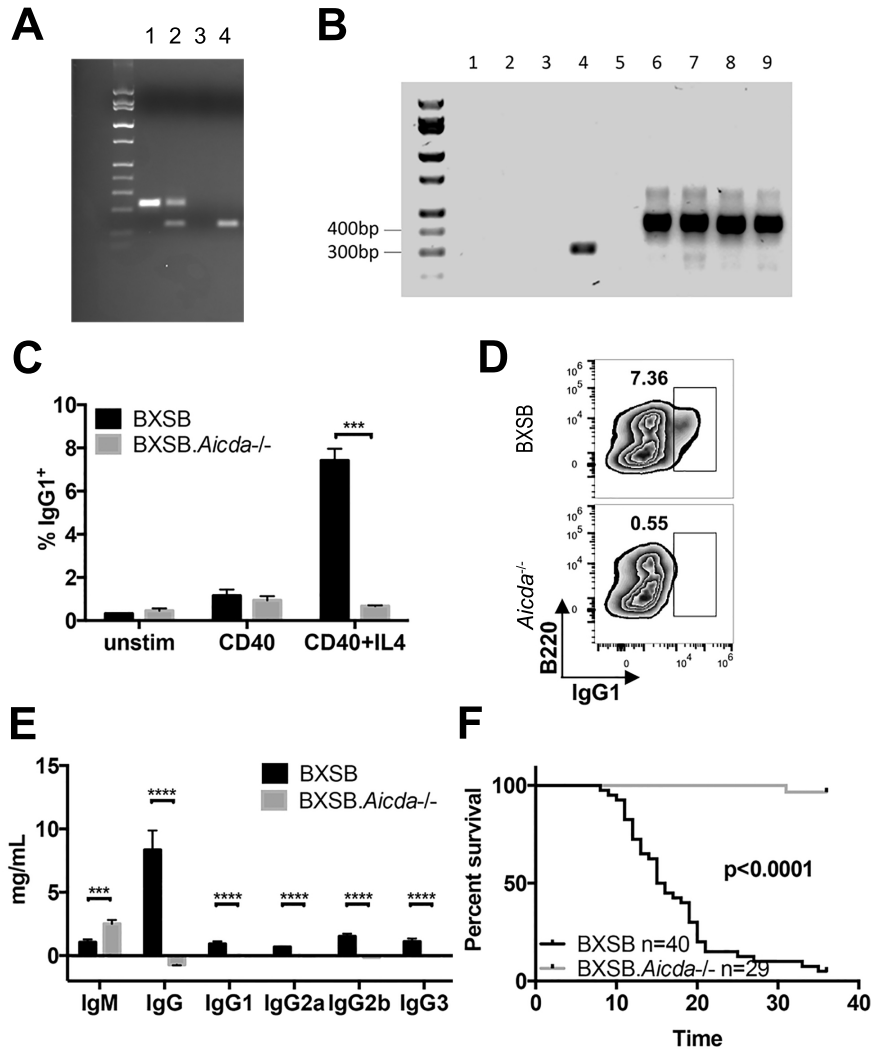 A
1 2 3 4
B
1 2 3 4 5 6 7 8 9
400bp
300bp
C
% IgG1+
10
8
6
4
2
0
BXSB
BXSB.Aicda-/-
***
unstim
CD40
CD40+IL4
D
BXSB
10^6
10^5
10^4
0
7.36
Aicda-/-
10^6
10^5
10^4
0
0.55
0
10^4
10^6
B220
IgG1
E
mg/mL
15
10
5
0
BXSB
BXSB.Aicda-/-
***
****
****
****
****
****
IgM
IgG
IgG1
IgG2a
IgG2b
IgG3
F
Percent survival
100
50
0
p<0.0001
BXSB n=40
BXSB.Aicda-/- n=29
0
10
20
30
40
Time